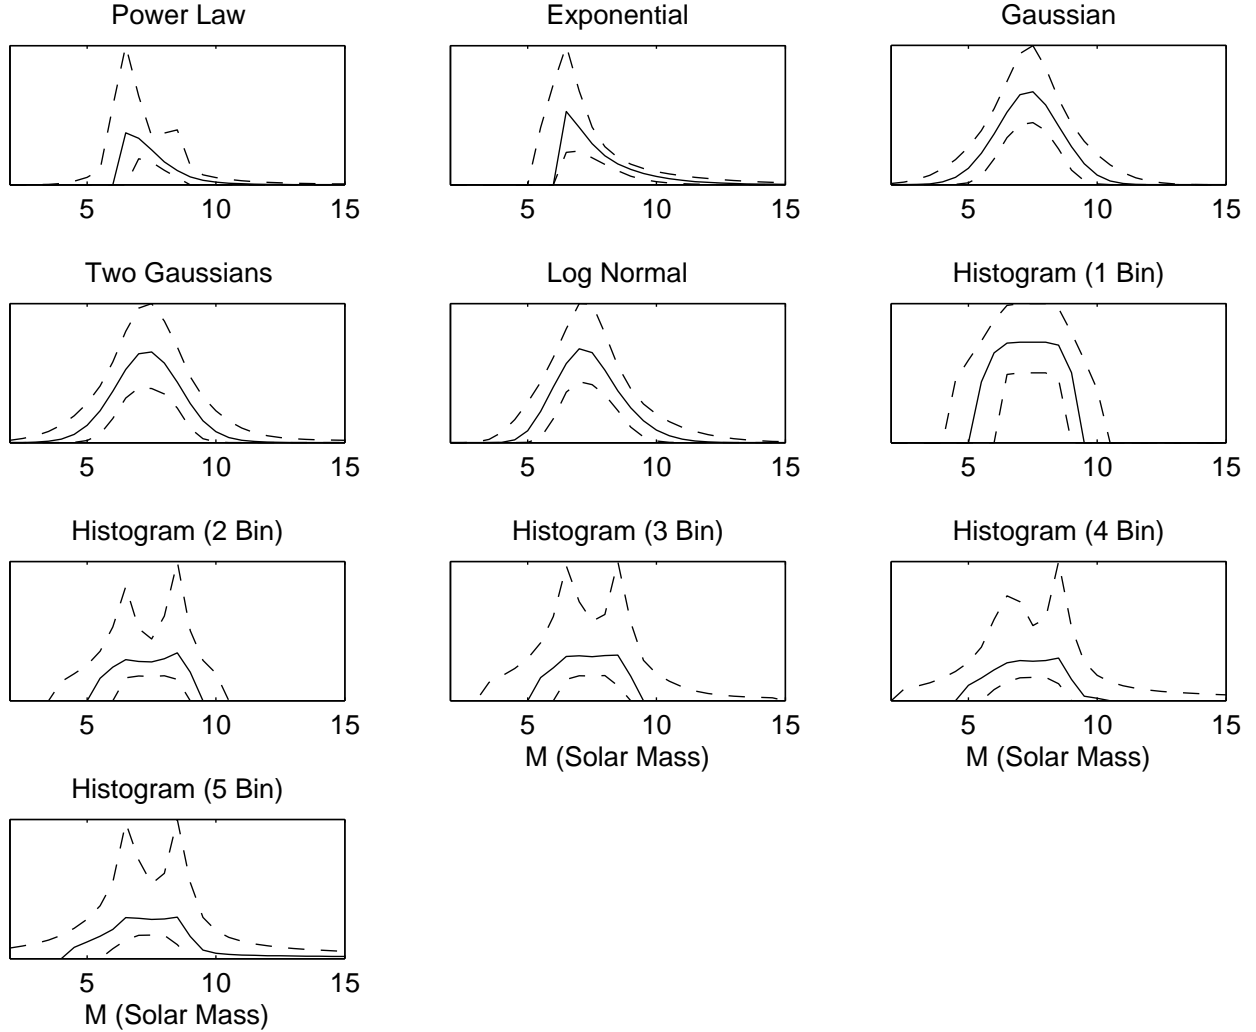 Power Law
Exponential
Gaussian
5 10 15
5 10 15
5 10 15
Two Gaussians
Log Normal
Histogram (1 Bin)
5 10 15
5 10 15
5 10 15
Histogram (2 Bin)
Histogram (3 Bin)
Histogram (4 Bin)
5 10 15
5 10 15
5 10 15
M (Solar Mass)
M (Solar Mass)
Histogram (5 Bin)
5 10 15
M (Solar Mass)